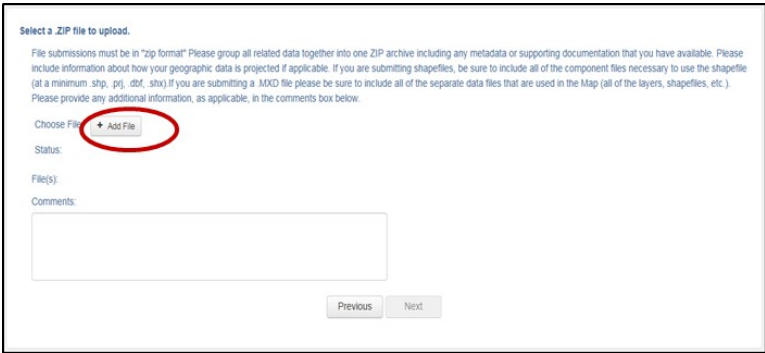 Select a .ZIP file to upload.
File submissions must be in "zip format" Please group all related data together into one ZIP archive including any metadata or supporting documentation that you have available. Please
include information about how your geographic data is projected if applicable. If you are submitting shapefiles, be sure to include all of the component files necessary to use the shapefile
(at a minimum .shp, .prj, .dbf, .shx).If you are submitting a .MXD file please be sure to include all of the separate data files that are used in the Map (all of the layers, shapefiles, etc.).
Please provide any additional information, as applicable, in the comments box below.
Choose File + Add File
Status:
File(s):
Comments:
Previous Next